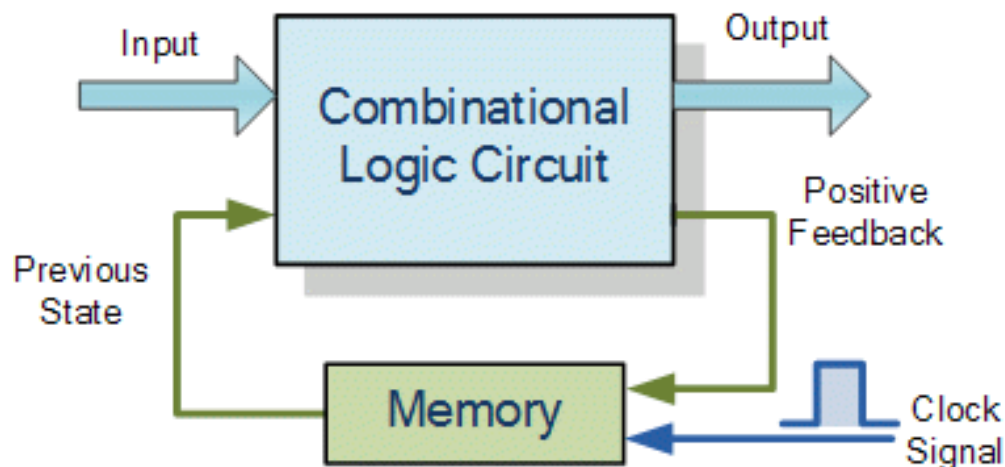 Input
Output
Combinational
Logic Circuit
Positive
Feedback
Previous
State
Memory
Clock
Signal